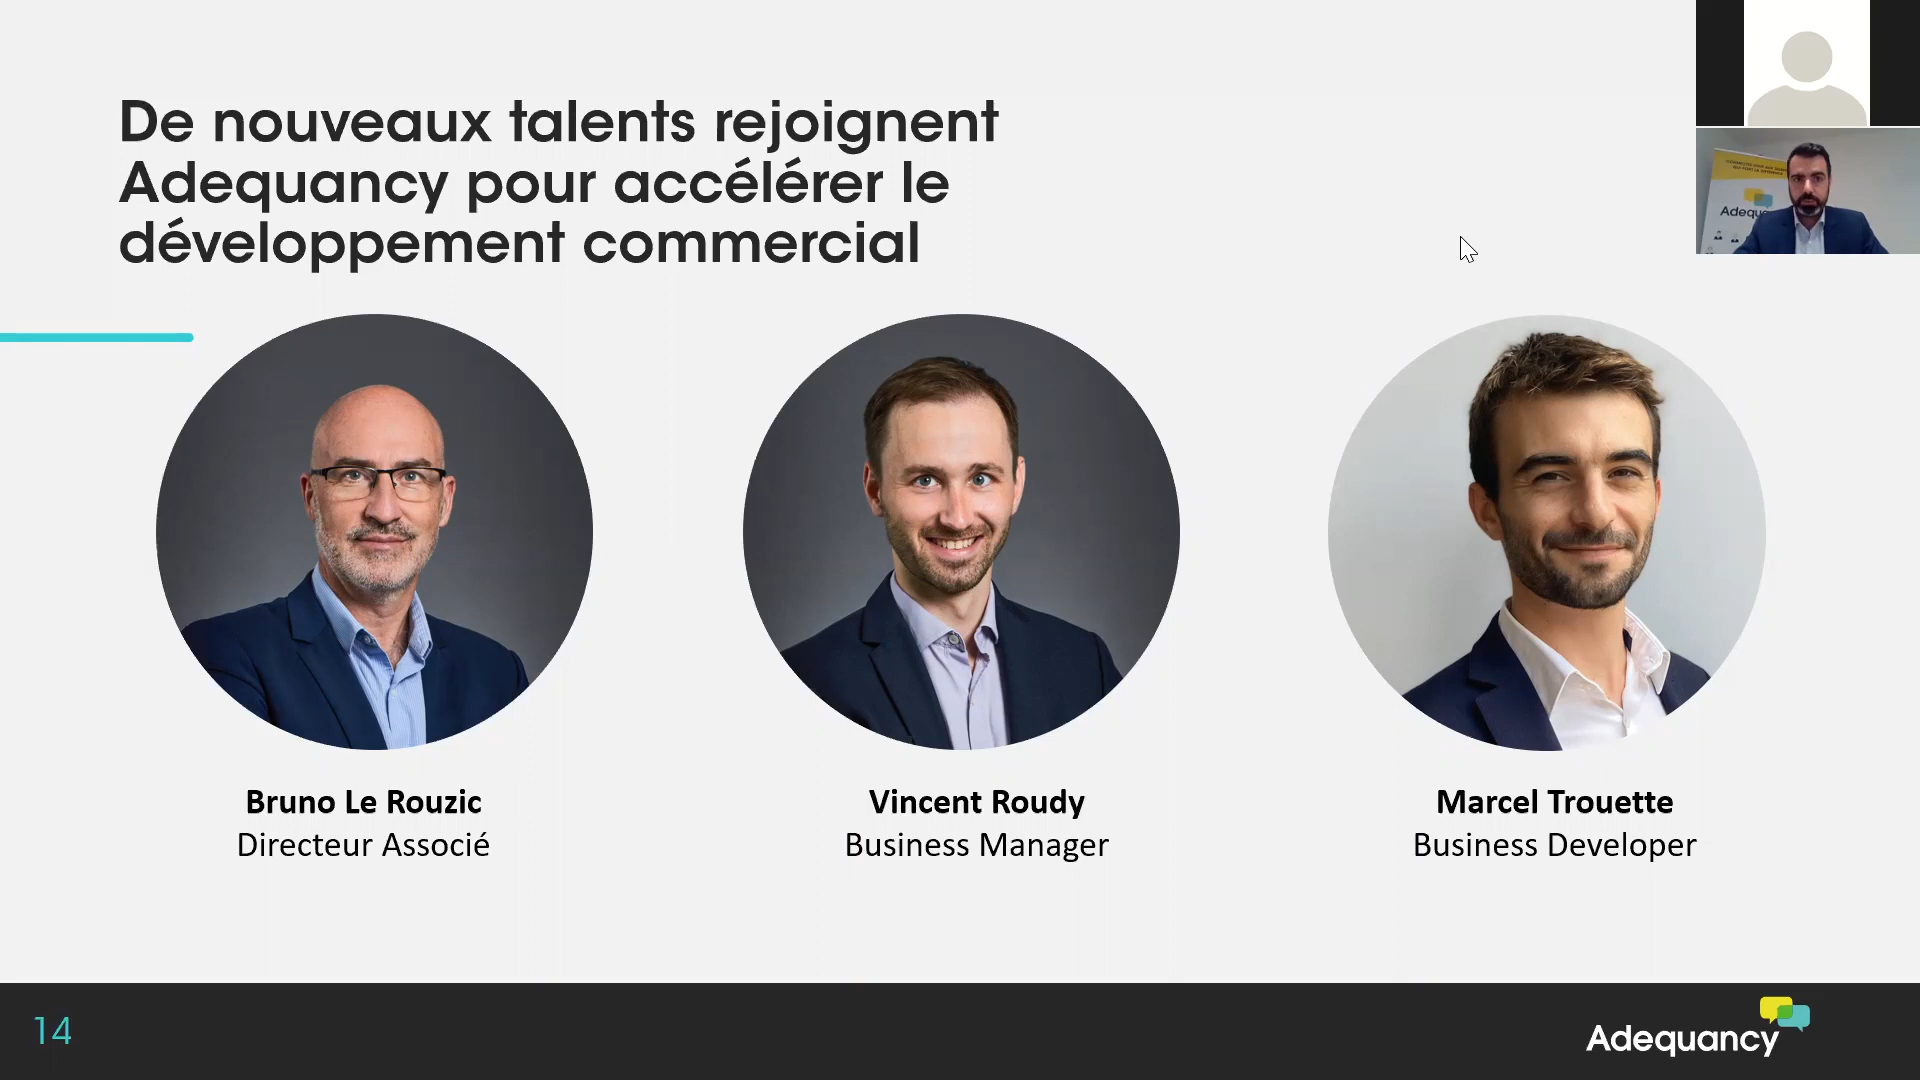 De nouveaux talents rejoignent
Adequancy pour accélérer le
développement commercial
Bruno Le Rouzic
Directeur Associé
Vincent Roudy
Business Manager
Marcel Trouette
Business Developer
14
Adequancy